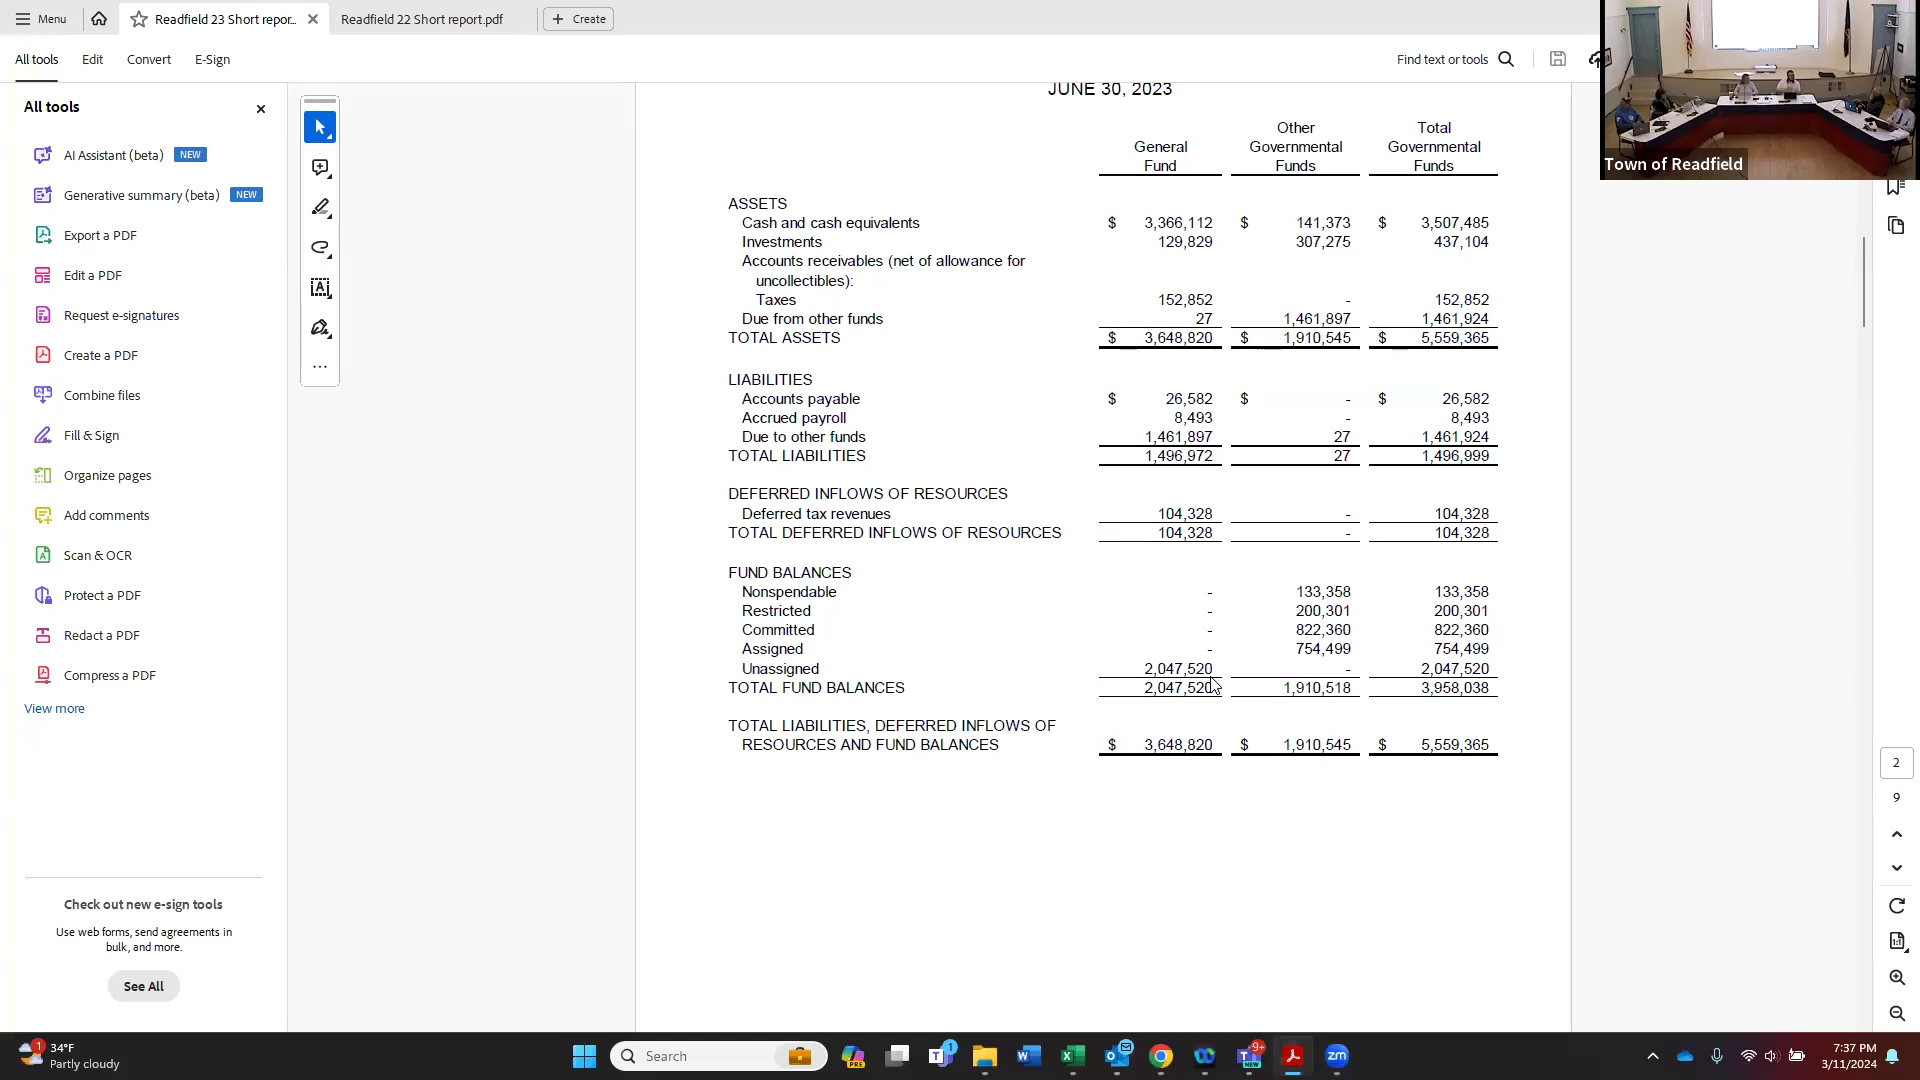 Menu
Readfield 23 Short repor...
Readfield 22 Short report.pdf
Create
All tools
Edit
Convert
E-Sign
Find text or tools
Town of Readfield
All tools
AI Assistant (beta) NEW
Generative summary (beta) NEW
Export a PDF
Edit a PDF
Request e-signatures
Create a PDF
Combine files
Fill & Sign
Organize pages
Add comments
Scan & OCR
Protect a PDF
Redact a PDF
Compress a PDF
View more
Check out new e-sign tools
Use web forms, send agreements in
bulk, and more.
See All
JUNE 30, 2023
Other Total
General Governmental Governmental
Fund Funds Funds
ASSETS
Cash and cash equivalents $ 3,366,112 $ 141,373 $ 3,507,485
Investments 129,829 307,275 437,104
Accounts receivables (net of allowance for
uncollectibles):
Taxes 152,852 - 152,852
Due from other funds 27 1,461,897 1,461,924
TOTAL ASSETS $ 3,648,820 $ 1,910,545 $ 5,559,365
LIABILITIES
Accounts payable $ 26,582 $ - $ 26,582
Accrued payroll 8,493 - 8,493
Due to other funds 1,461,897 27 1,461,924
TOTAL LIABILITIES 1,496,972 27 1,496,999
DEFERRED INFLOWS OF RESOURCES
Deferred tax revenues 104,328 - 104,328
TOTAL DEFERRED INFLOWS OF RESOURCES 104,328 - 104,328
FUND BALANCES
Nonspendable - 133,358 133,358
Restricted - 200,301 200,301
Committed - 822,360 822,360
Assigned - 754,499 754,499
Unassigned 2,047,520 - 2,047,520
TOTAL FUND BALANCES 2,047,520 1,910,518 3,958,038
TOTAL LIABILITIES, DEFERRED INFLOWS OF
RESOURCES AND FUND BALANCES $ 3,648,820 $ 1,910,545 $ 5,559,365
2
9
1
34°F
Partly cloudy
Search
PRE
1
9+
NEW
zm
7:37 PM
3/11/2024